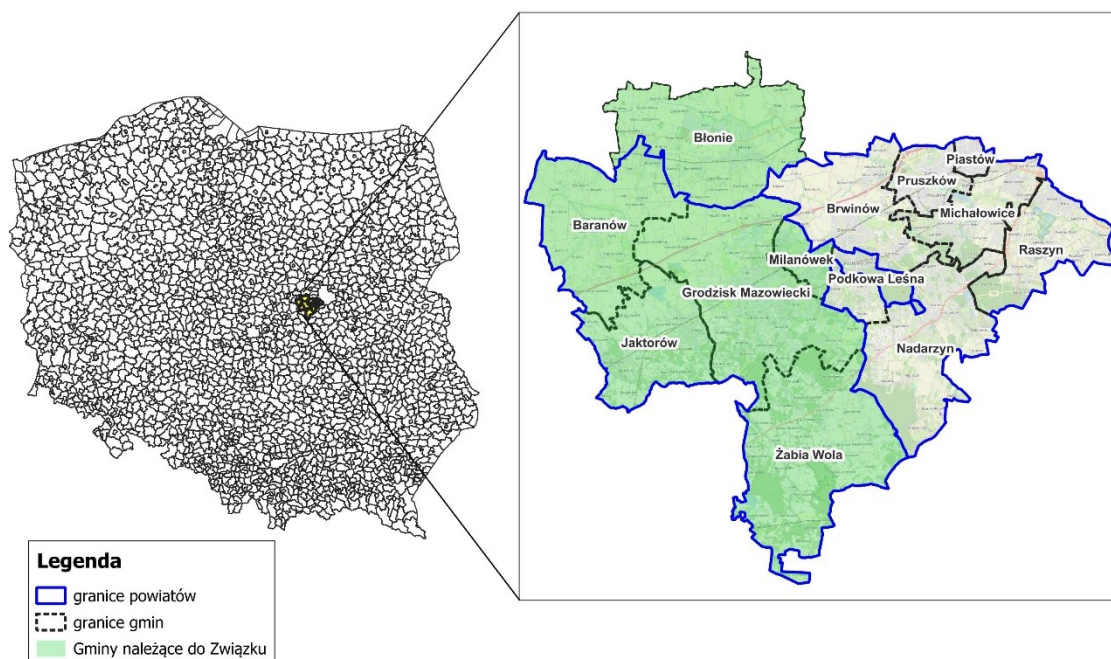 Błonie
Piastów
Pruszków
Brwinów
Michałowice
Baranów
Raszyn
Milanówek
Podkowa Leśna
Grodzisk Mazowiecki
Jaktorów
Nadarzyn
Żabia Wola
Legenda
granice powiatów
granice gmin
Gminy należące do Związku